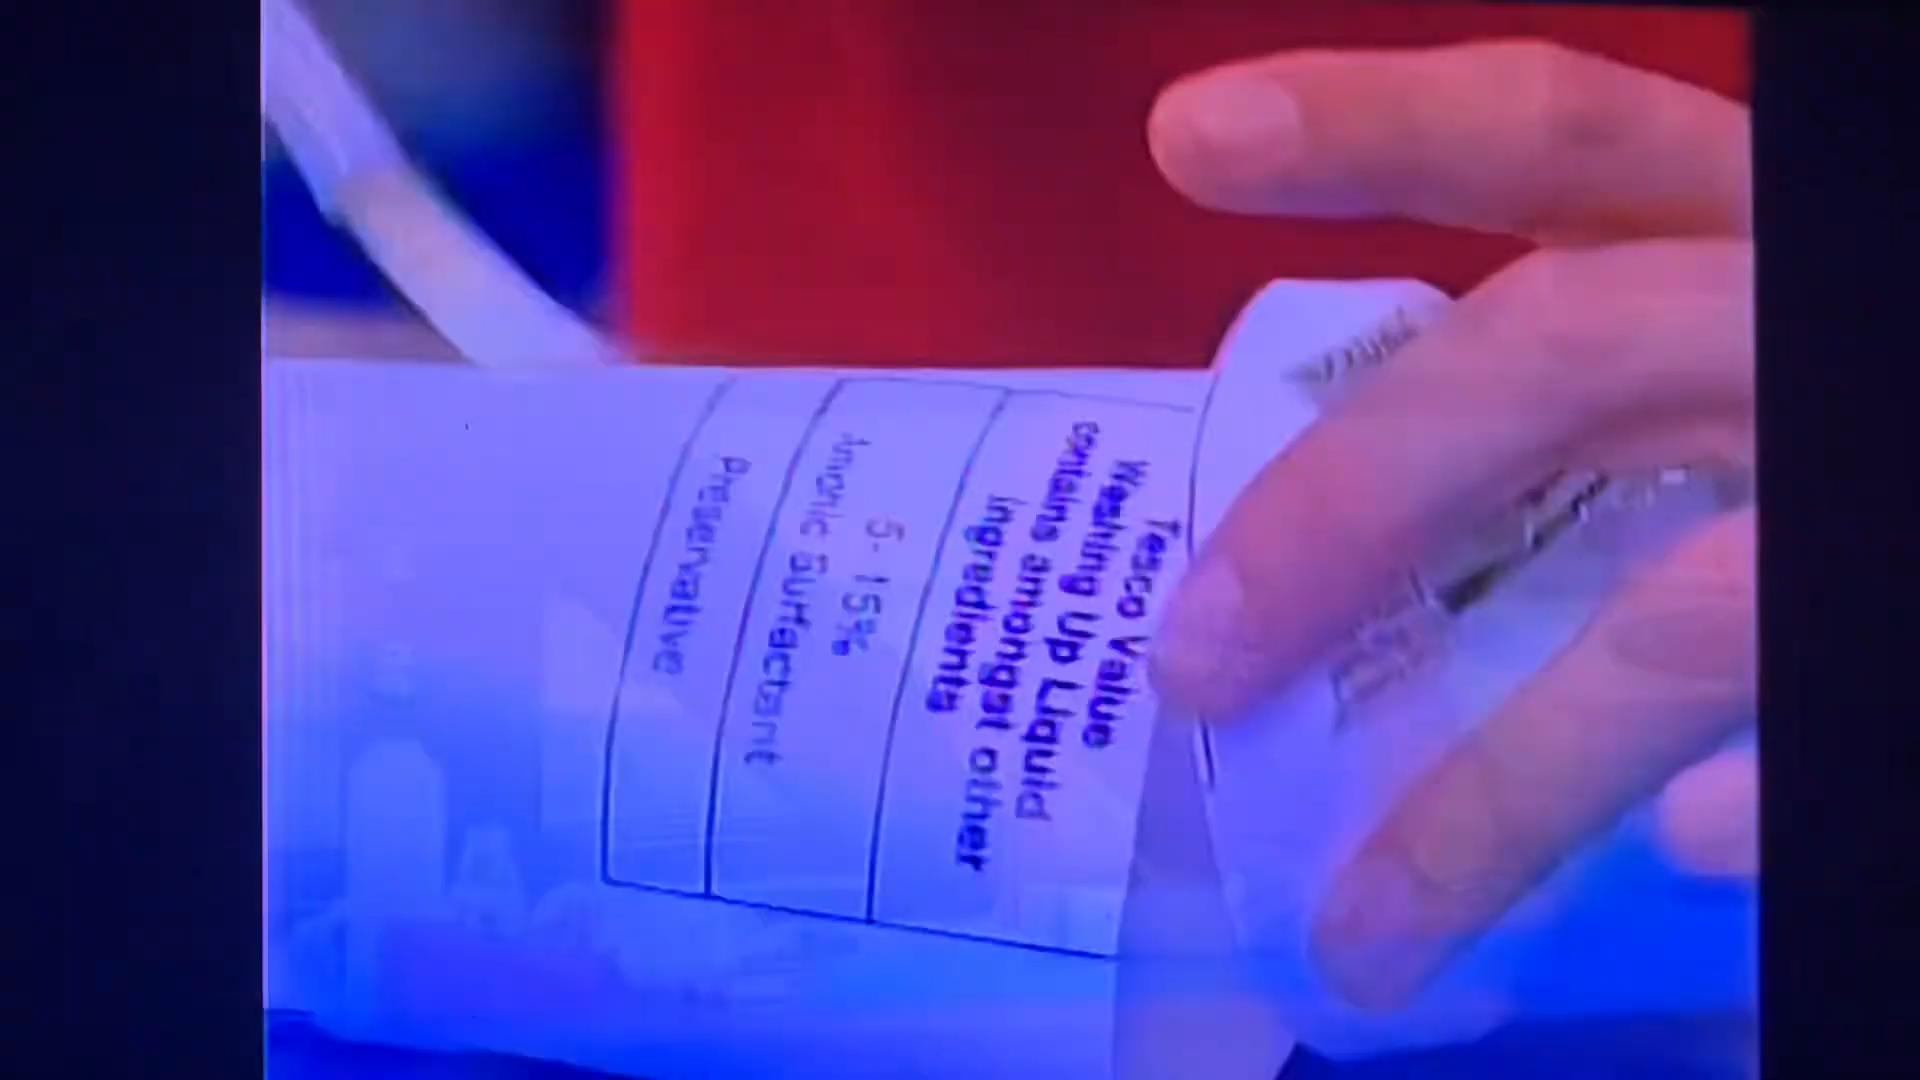 Tesco Value
Washing Up Liquid
contains amongst other
ingredients
5-15%
Anionic Surfactant
Preservative